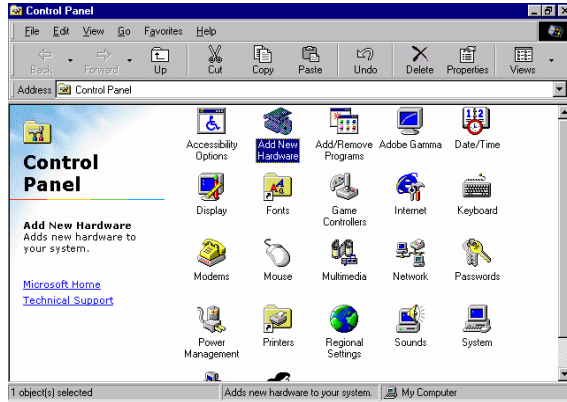 Control Panel
File Edit View Go Favorites Help
Back Forward Up Cut Copy Paste Undo Delete Properties Views
Address Control Panel
Control
Panel
Add New Hardware
Adds new hardware to
your system.
Microsoft Home
Technical Support
Accessibility
Options
Add New
Hardware
Add/Remove
Programs
Adobe Gamma
Date/Time
12
Display
Fonts
Game
Controllers
Internet
Keyboard
Modems
Mouse
Multimedia
Network
Passwords
Power
Management
Printers
Regional
Settings
Sounds
System
1 object(s) selected
Adds new hardware to your system.
My Computer